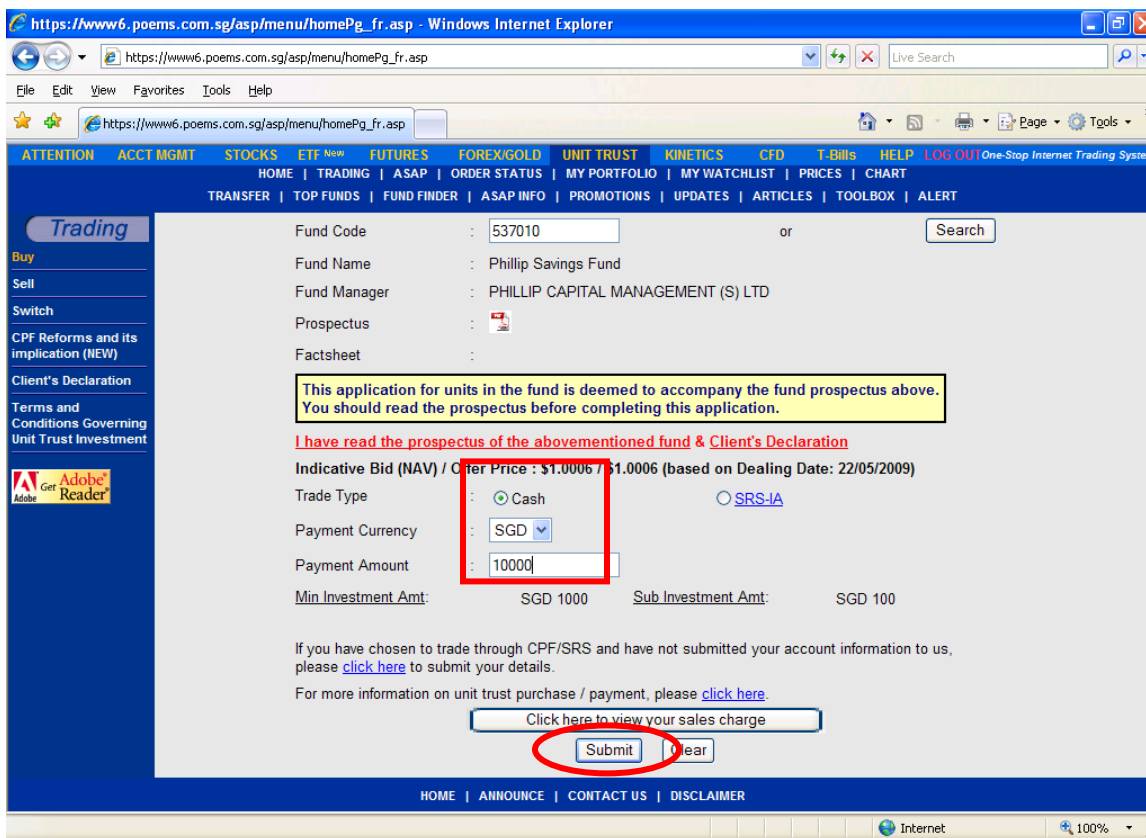 https://www6.poems.com.sg/asp/menu/homePg_fr.asp - Windows Internet Explorer
https://www6.poems.com.sg/asp/menu/homePg_fr.asp
Live Search
File Edit View Favorites Tools Help
https://www6.poems.com.sg/asp/menu/homePg_fr.asp
Page Tools
ATTENTION ACCT MGMT STOCKS ETF New FUTURES FOREX/GOLD UNIT TRUST KINETICS CFD T-Bills HELP LOG OUT One-Stop Internet Trading Syste
HOME | TRADING | ASAP | ORDER STATUS | MY PORTFOLIO | MY WATCHLIST | PRICES | CHART
TRANSFER | TOP FUNDS | FUND FINDER | ASAP INFO | PROMOTIONS | UPDATES | ARTICLES | TOOLBOX | ALERT
Trading
Buy
Sell
Switch
CPF Reforms and its
implication (NEW)
Client's Declaration
Terms and
Conditions Governing
Unit Trust Investment
Adobe Get Adobe®
Reader®
Fund Code : 537010 or Search
Fund Name : Phillip Savings Fund
Fund Manager : PHILLIP CAPITAL MANAGEMENT (S) LTD
Prospectus :
Factsheet :
This application for units in the fund is deemed to accompany the fund prospectus above.
You should read the prospectus before completing this application.
I have read the prospectus of the abovementioned fund & Client's Declaration
Indicative Bid (NAV) / Offer Price : $1.0006 / $1.0006 (based on Dealing Date: 22/05/2009)
Trade Type : Cash SRS-IA
Payment Currency : SGD
Payment Amount : 10000
Min Investment Amt: SGD 1000 Sub Investment Amt: SGD 100
If you have chosen to trade through CPF/SRS and have not submitted your account information to us,
please click here to submit your details.
For more information on unit trust purchase / payment, please click here.
Click here to view your sales charge
Submit Clear
HOME | ANNOUNCE | CONTACT US | DISCLAIMER
Internet 100%